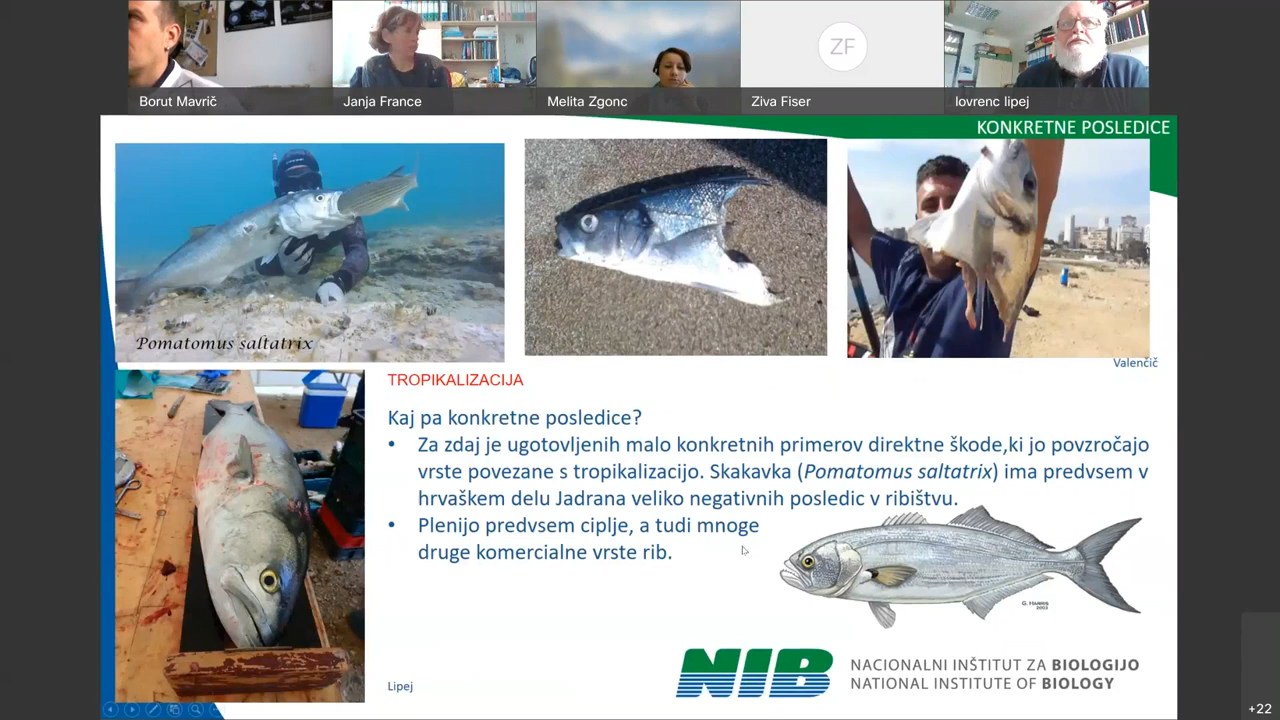 ZF
Borut Mavrič
Janja France
Melita Zgonc
Ziva Fiser
lovrenc lipej
KONKRETNE POSLEDICE
Pomatomus saltatrix
Valenčič
TROPIKALIZACIJA
Kaj pa konkretne posledice?
• Za zdaj je ugotovljenih malo konkretnih primerov direktne škode,ki jo povzročajo
vrste povezane s tropikalizacijo. Skakavka (Pomatomus saltatrix) ima predvsem v
hrvaškem delu Jadrana veliko negativnih posledic v ribištvu.
• Plenijo predvsem ciplje, a tudi mnoge
druge komercialne vrste rib.
G. HARRIS
2003
Lipej
NIB
NACIONALNI INŠTITUT ZA BIOLOGIJO
NATIONAL INSTITUTE OF BIOLOGY
+22